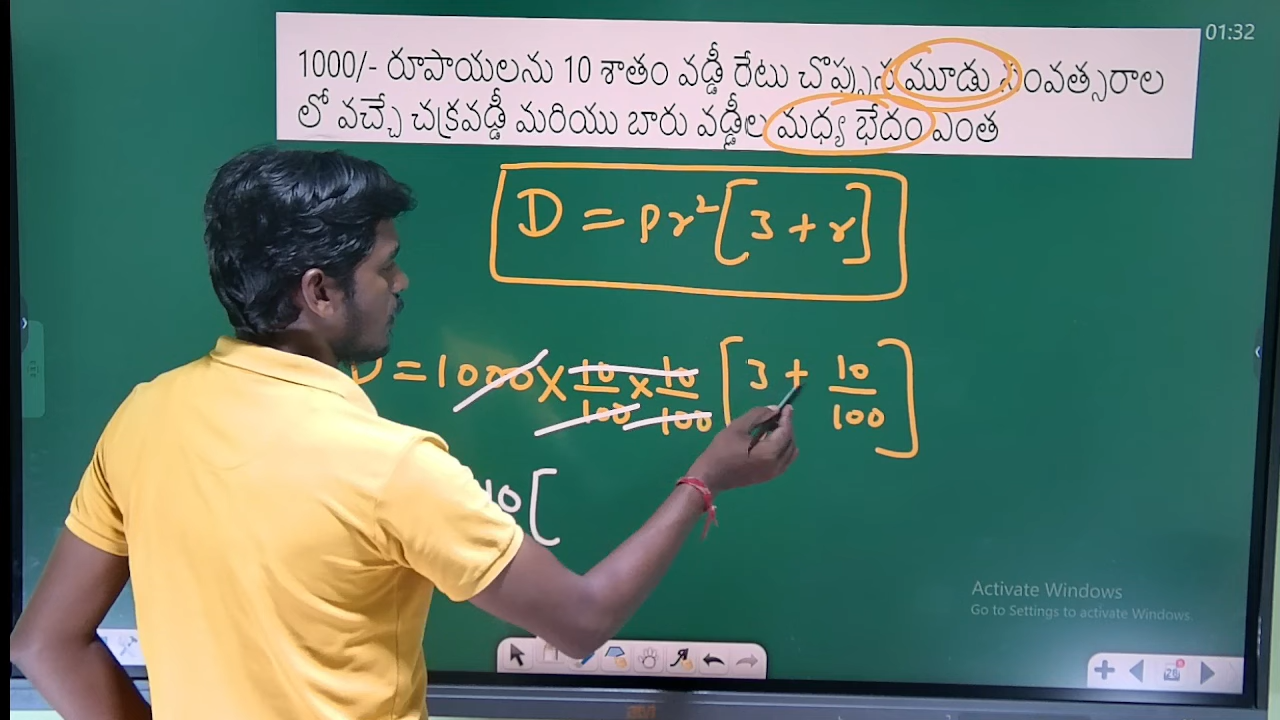 01:32
1000/- రూపాయలను 10 శాతం వడ్డీ రేటు చొప్పున మూడు సంవత్సరాల
లో వచ్చే చక్రవడ్డీ మరియు బారు వడ్డీల మధ్య భేదం ఎంత
D = Pr²[3 + r]
D = 1000 × 10/100 × 10/100 [3 + 10/100]
10 [
Activate Windows
Go to Settings to activate Windows.